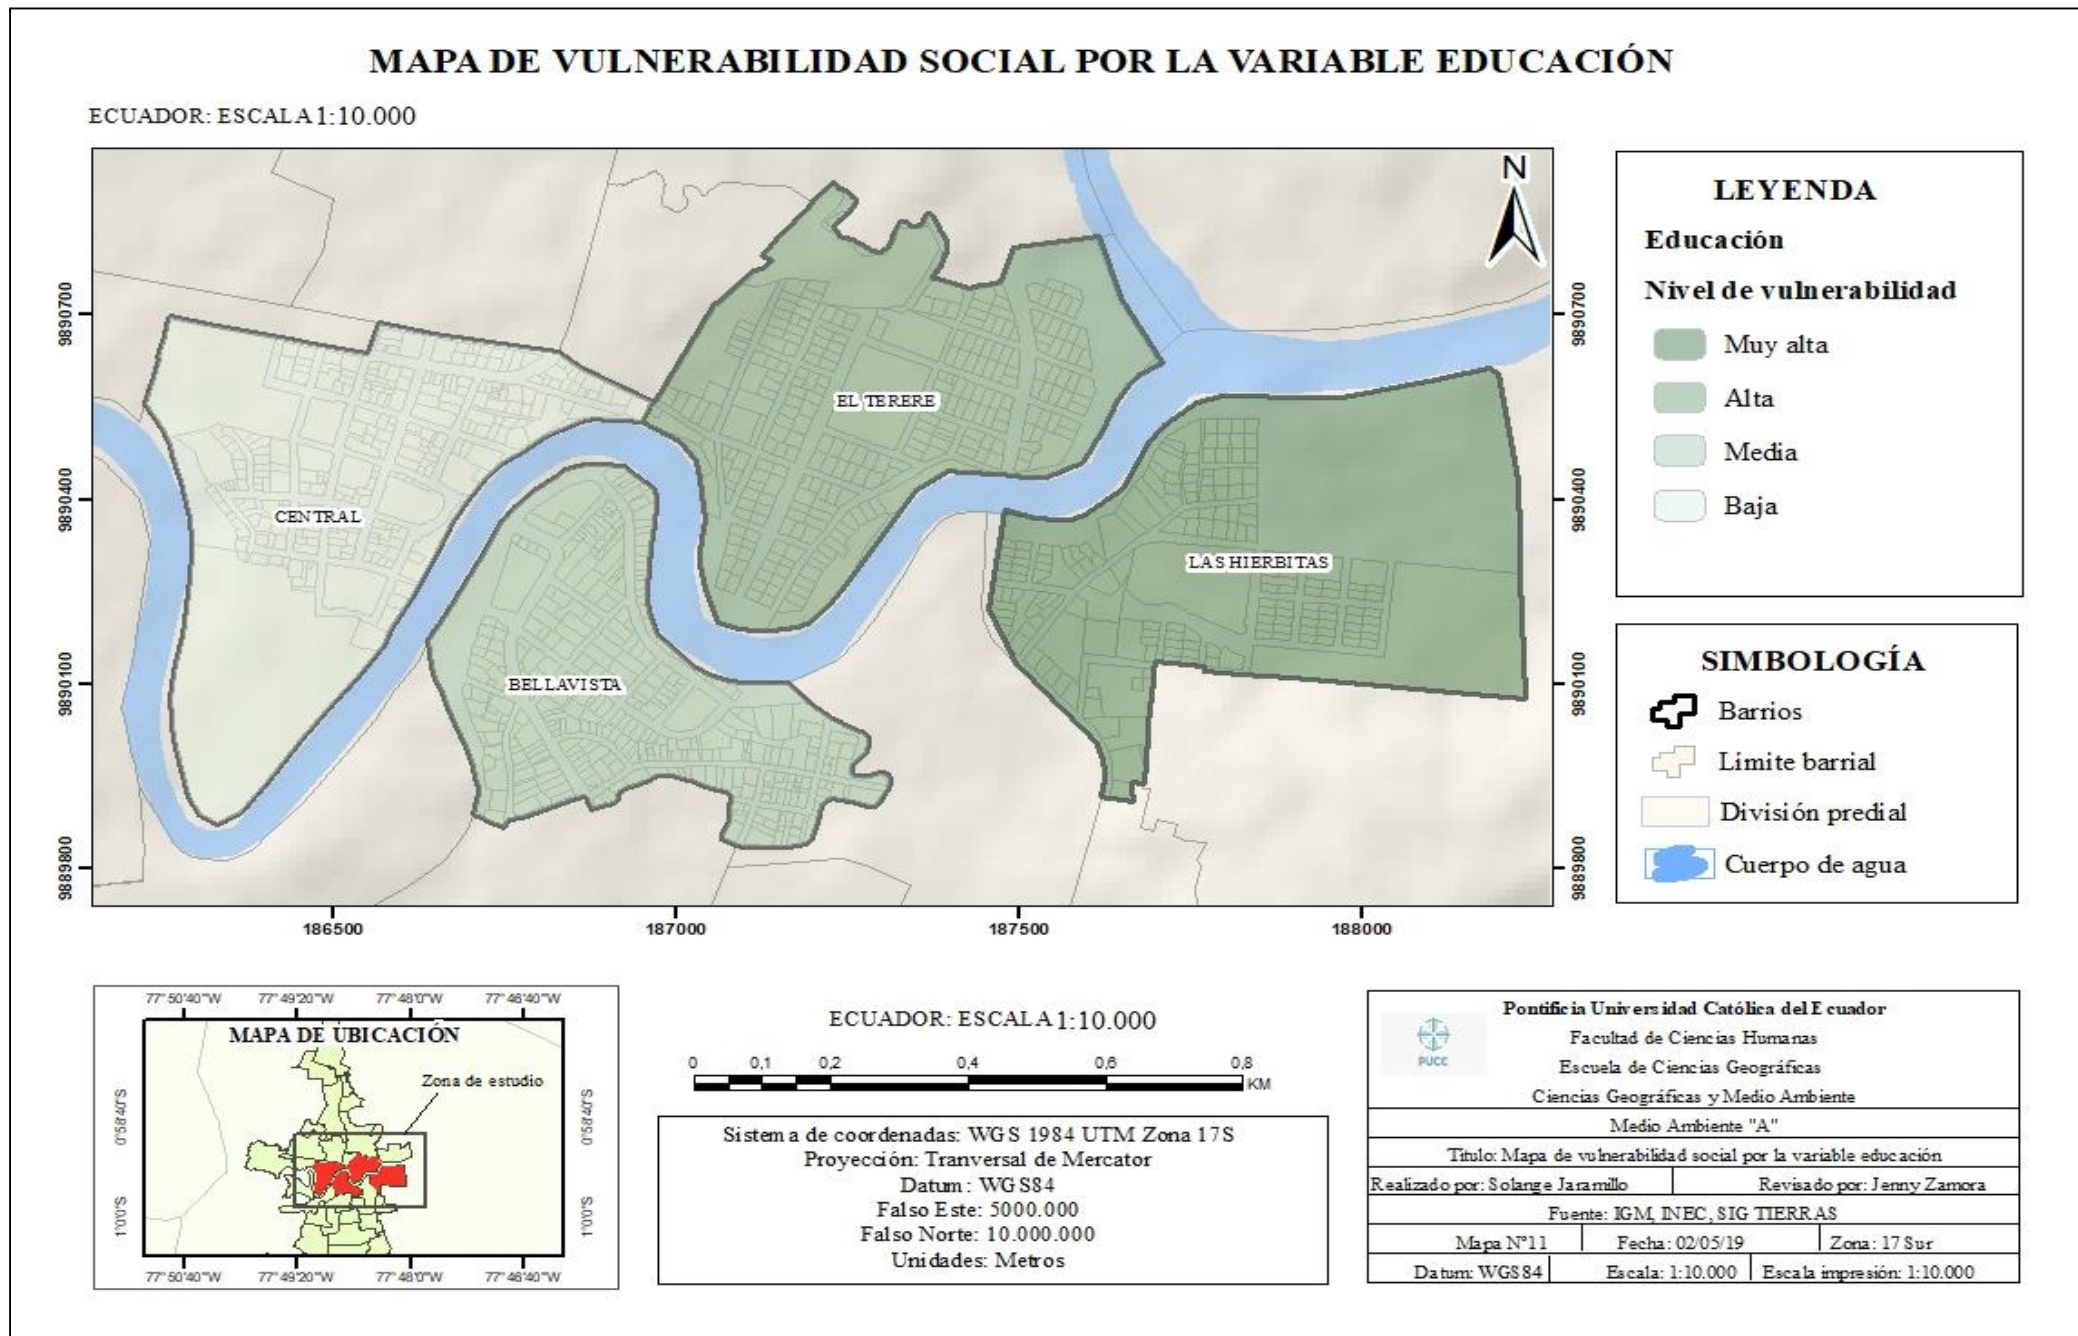 MAPA DE VULNERABILIDAD SOCIAL POR LA VARIABLE EDUCACIÓN
ECUADOR: ESCALA 1:10.000
N
9890700
9890400
9890100
9889800
9890700
9890400
9890100
9889800
EL TERERE
CENTRAL
LAS HIERBITAS
BELLAVISTA
186500
187000
187500
188000
LEYENDA
Educación
Nivel de vulnerabilidad
Muy alta
Alta
Media
Baja
SIMBOLOGÍA
Barrios
Límite barrial
División predial
Cuerpo de agua
77°50'40"W 77°49'20"W 77°48'0"W 77°46'40"W
MAPA DE UBICACIÓN
Zona de estudio
0°58'40"S
1°0'0"S
0°58'40"S
1°0'0"S
77°50'40"W 77°49'20"W 77°48'0"W 77°46'40"W
ECUADOR: ESCALA 1:10.000
0 0,1 0,2 0,4 0,6 0,8
KM
Sistema de coordenadas: WGS 1984 UTM Zona 17S
Proyección: Tranversal de Mercator
Datum: WGS84
Falso Este: 5000.000
Falso Norte: 10.000.000
Unidades: Metros
PUCE
Pontificia Universidad Católica del Ecuador
Facultad de Ciencias Humanas
Escuela de Ciencias Geográficas
Ciencias Geográficas y Medio Ambiente
Medio Ambiente "A"
Título: Mapa de vulnerabilidad social por la variable educación
Realizado por: Solange Jaramillo Revisado por: Jenny Zamora
Fuente: IGM, INEC, SIG TIERRAS
Mapa N°11 Fecha: 02/05/19 Zona: 17 Sur
Datum: WGS84 Escala: 1:10.000 Escala impresión: 1:10.000